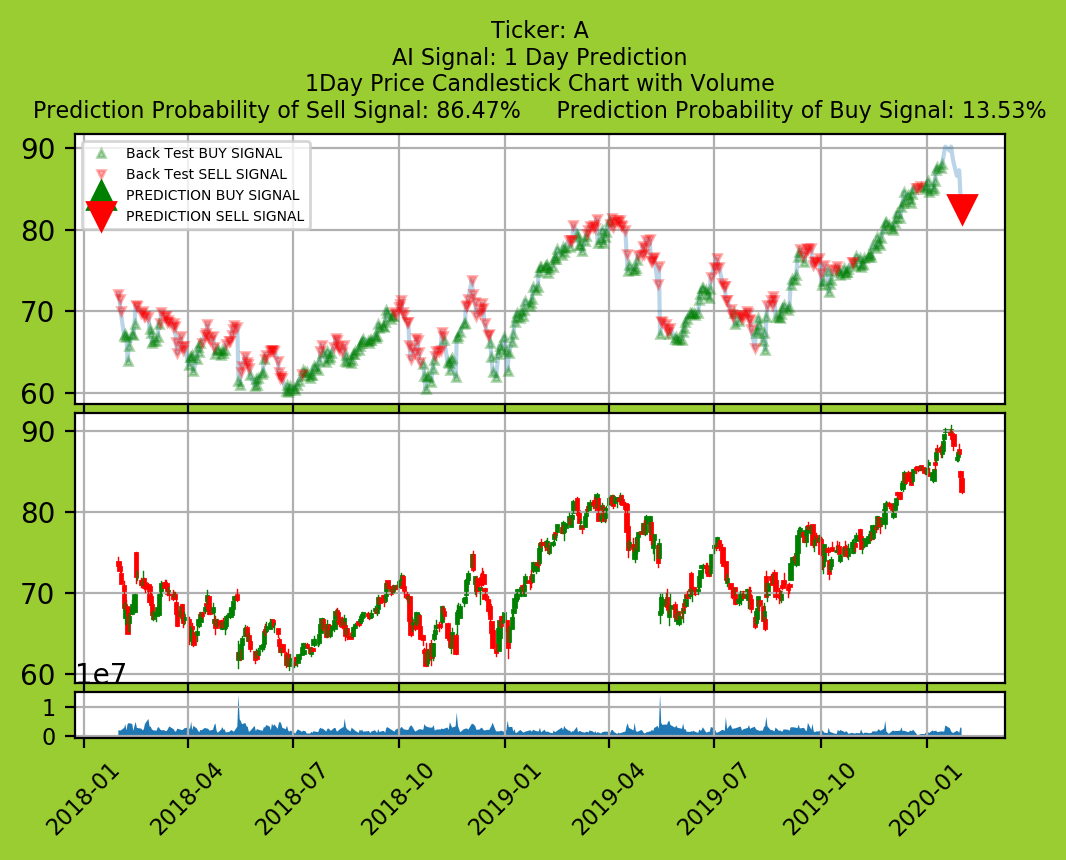 Ticker: A
AI Signal: 1 Day Prediction
1Day Price Candlestick Chart with Volume
Prediction Probability of Sell Signal: 86.47%     Prediction Probability of Buy Signal: 13.53%
Back Test BUY SIGNAL
Back Test SELL SIGNAL
PREDICTION BUY SIGNAL
PREDICTION SELL SIGNAL
90
80
70
60
90
80
70
60
1e7
1
0
2018-01 2018-04 2018-07 2018-10 2019-01 2019-04 2019-07 2019-10 2020-01